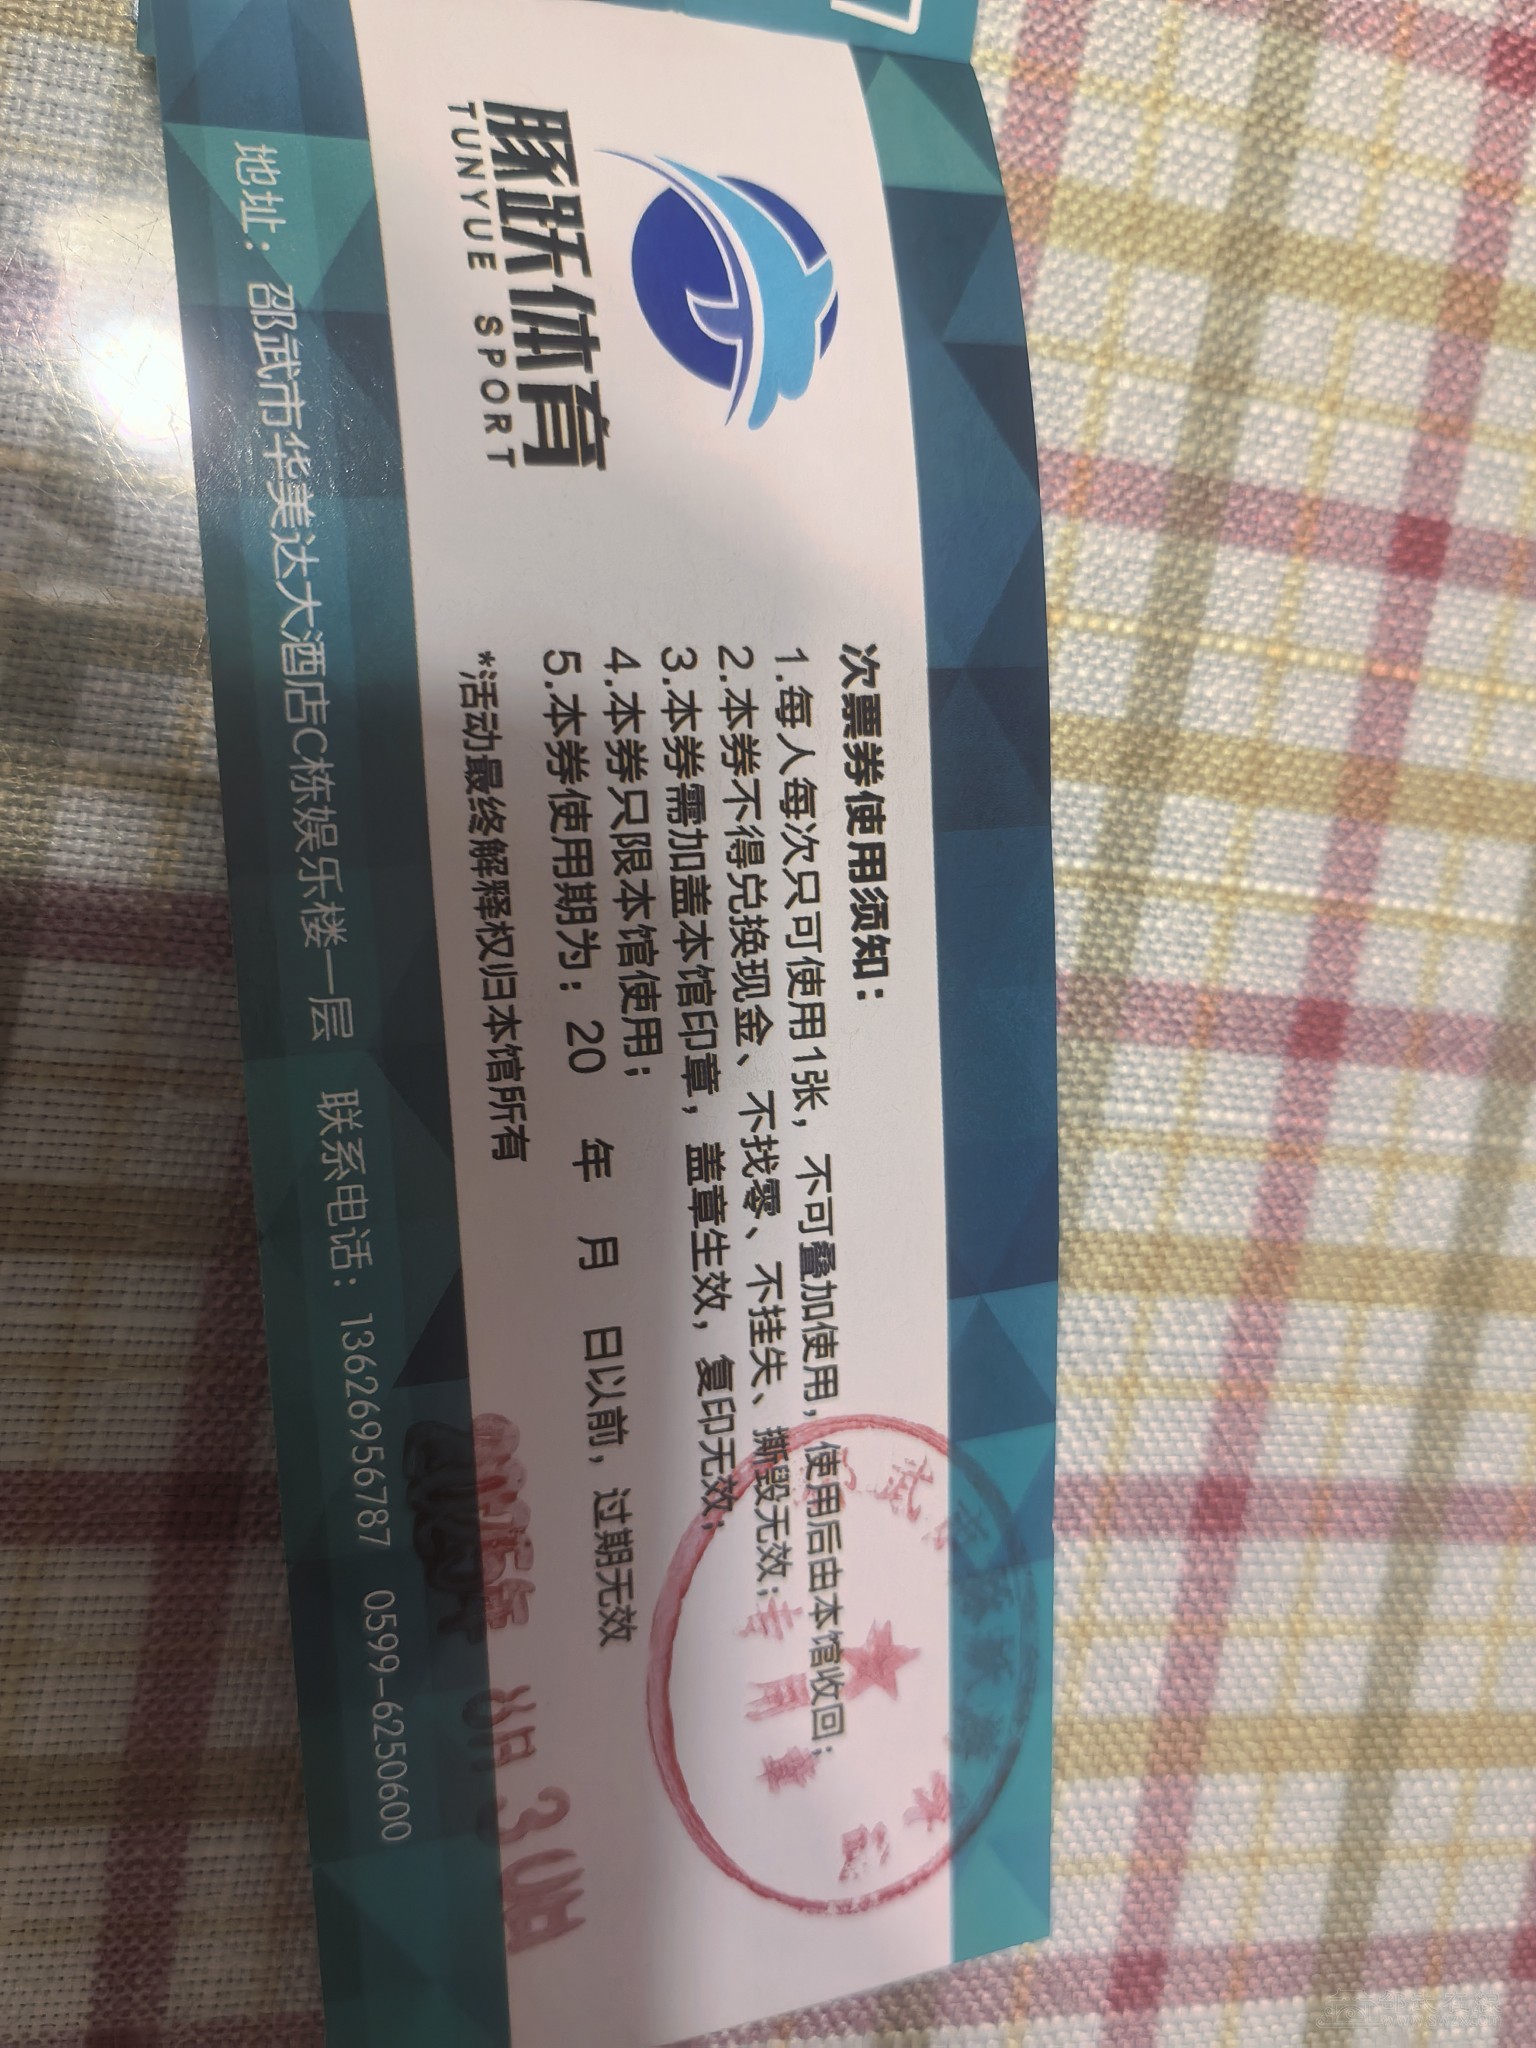 豚跃体育
TUNYUE SPORT
次票券使用须知：
1.每人每次只可使用1张，不可叠加使用，使用后由本馆收回；
2.本券不得兑换现金、不找零、不挂失、撕毁无效；
3.本券需加盖本馆印章，盖章生效，复印无效；
4.本券只限本馆使用；
5.本券使用期为：20 年 月 日以前，过期无效
*活动最终解释权归本馆所有
地址：邵武市华美达大酒店C栋娱乐楼一层 联系电话：13626956787 0599-6250600